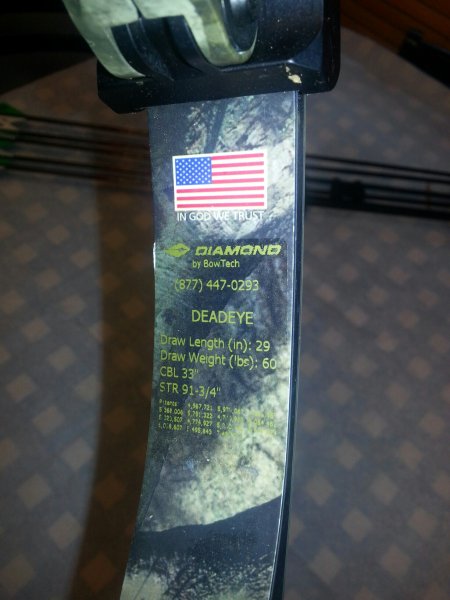 IN GOD WE TRUST
DIAMOND
by BowTech
(877) 447-0293
DEADEYE
Draw Length (in): 29
Draw Weight (lbs): 60
CBL 33"
STR 91-3/4"